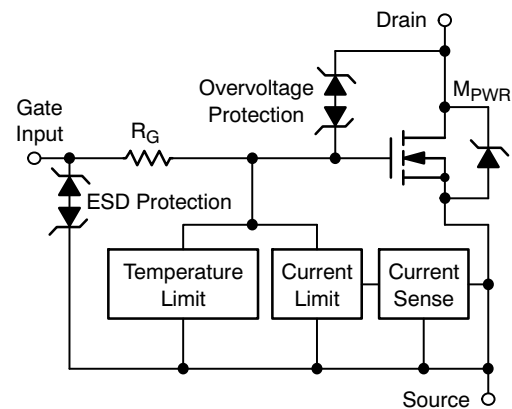 Drain
Overvoltage
Protection
MPWR
Gate
Input
RG
ESD Protection
Temperature
Limit
Current
Limit
Current
Sense
Source